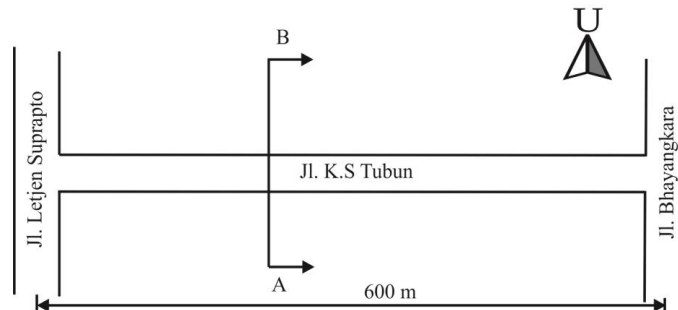 U
B
Jl. Letjen Suprapto
Jl. K.S Tubun
Jl. Bhayangkara
A
600 m